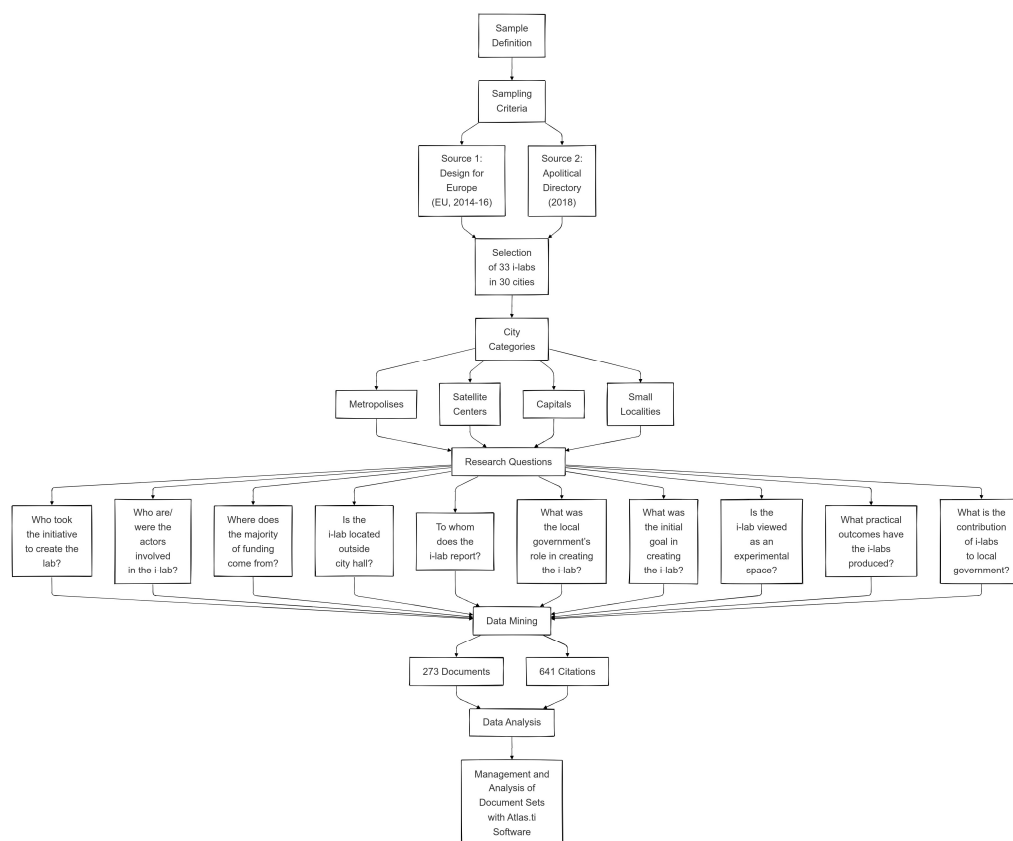 Sample
Definition
Sampling
Criteria
Source 1:
Design for
Europe
(EU, 2014-16)
Source 2:
Apolitical
Directory
(2018)
Selection
of 33 i-labs
in 30 cities
City
Categories
Metropolises
Satellite
Centers
Capitals
Small
Localities
Research Questions
Who took
the initiative
to create the
lab?
Who are/
were the
actors
involved
in the i-lab?
Where does
the majority
of funding
come from?
Is the
i-lab located
outside
city hall?
To whom
does the
i-lab report?
What was
the local
government's
role in creating
the i-lab?
What was
the initial
goal in
creating
the i-lab?
Is the
i-lab viewed
as an
experimental
space?
What practical
outcomes have
the i-labs
produced?
What is the
contribution
of i-labs
to local
government?
Data Mining
273 Documents
641 Citations
Data Analysis
Management and
Analysis of
Document Sets
with Atlas.ti
Software